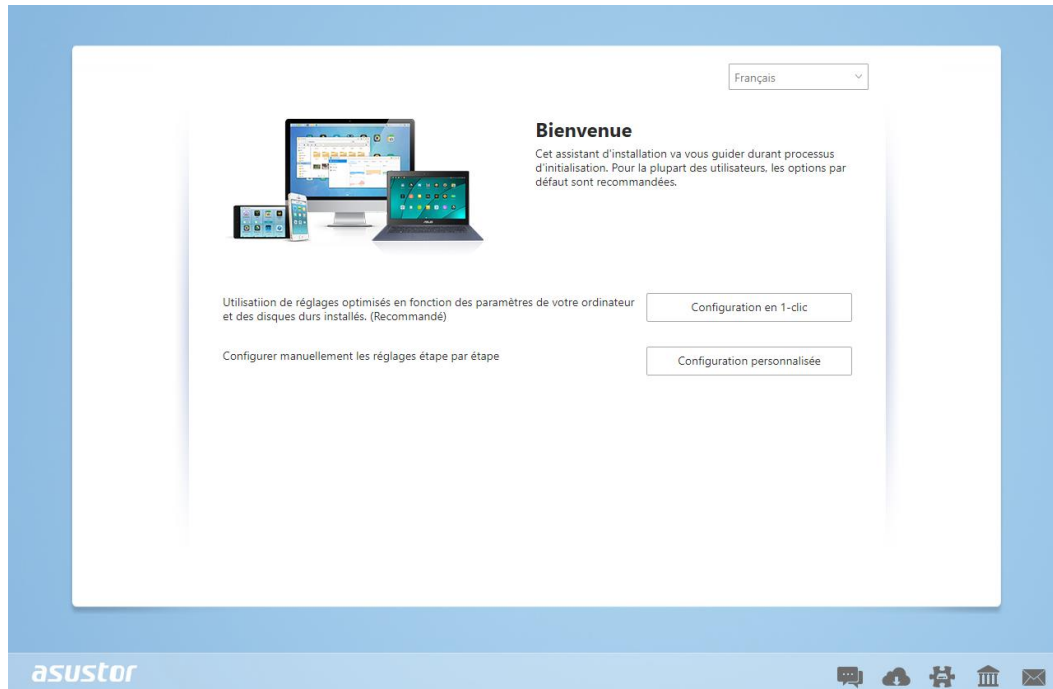 Français
Bienvenue
Cet assistant d'installation va vous guider durant processus
d'initialisation. Pour la plupart des utilisateurs, les options par
défaut sont recommandées.
Utilisatiion de réglages optimisés en fonction des paramètres de votre ordinateur
et des disques durs installés. (Recommandé)
Configuration en 1-clic
Configurer manuellement les réglages étape par étape
Configuration personnalisée
asustor